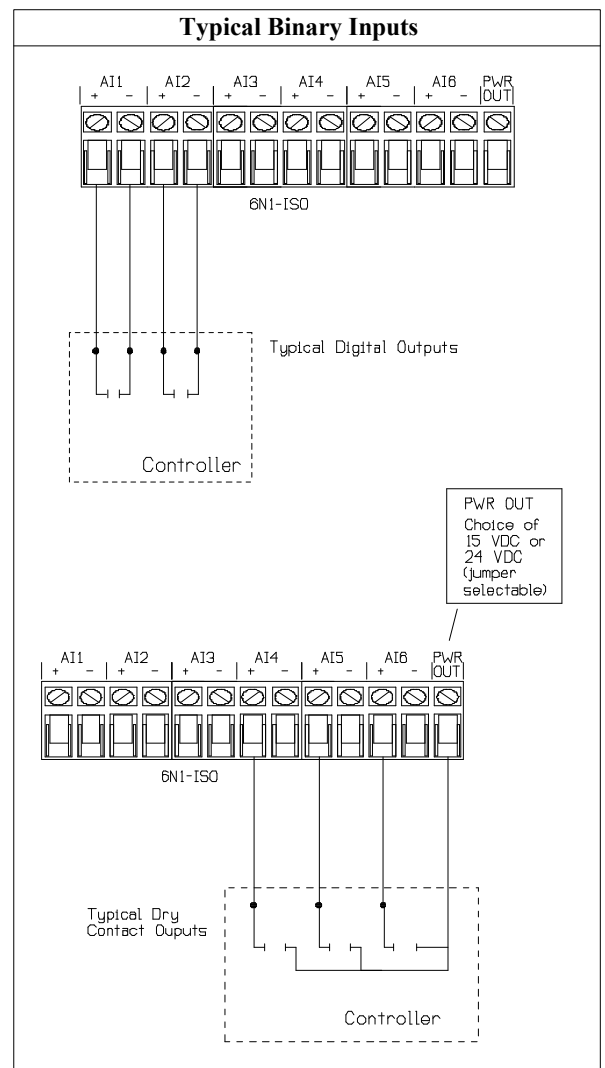 Typical Binary Inputs
AI1 AI2 AI3 AI4 AI5 AI6 PWR
+ - + - + - + - + - + - OUT
6N1-ISO
Typical Digital Outputs
Controller
PWR OUT
Choice of
15 VDC or
24 VDC
(jumper
selectable)
AI1 AI2 AI3 AI4 AI5 AI6 PWR
+ - + - + - + - + - + - OUT
6N1-ISO
Typical Dry
Contact Ouputs
Controller